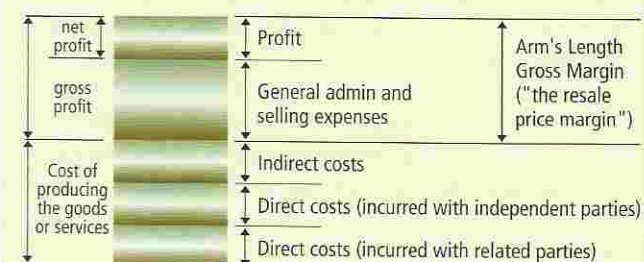 net
profit
gross
profit
Cost of
producing
the goods
or services
Profit
General admin and
selling expenses
Indirect costs
Direct costs (incurred with independent parties)
Direct costs (incurred with related parties)
Arm's Length
Gross Margin
("the resale
price margin")